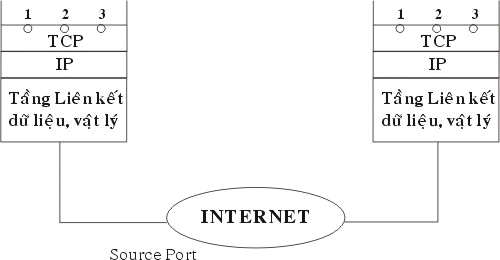 1 2 3
TCP
IP
Tầng Liên kết
dữ liệu, vật lý
1 2 3
TCP
IP
Tầng Liên kết
dữ liệu, vật lý
INTERNET
Source Port